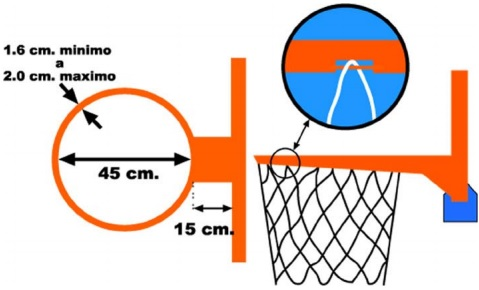 1.6 cm. minimo
a
2.0 cm. maximo
45 cm.
15 cm.